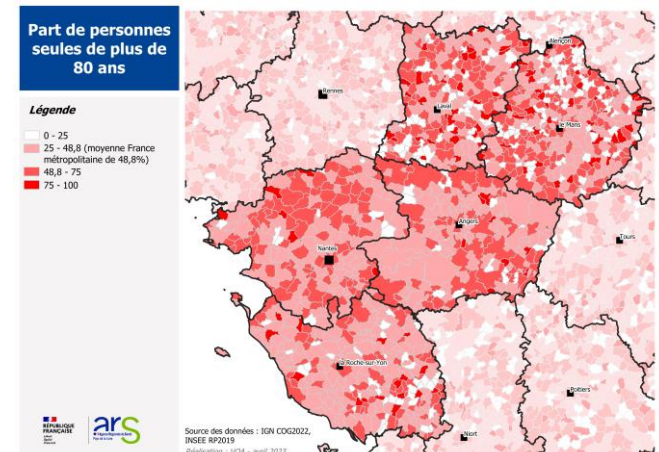 Part de personnes
seules de plus de
80 ans
Légende
0 - 25
25 - 48,8 (moyenne France
métropolitaine de 48,8%)
48,8 - 75
75 - 100
Rennes
Alençon
Laval
le Mans
Angers
Tours
Nantes
la Roche-sur-Yon
Poitiers
Niort
RÉPUBLIQUE
FRANÇAISE
ars
Source des données : IGN COG2022,
INSEE RP2019